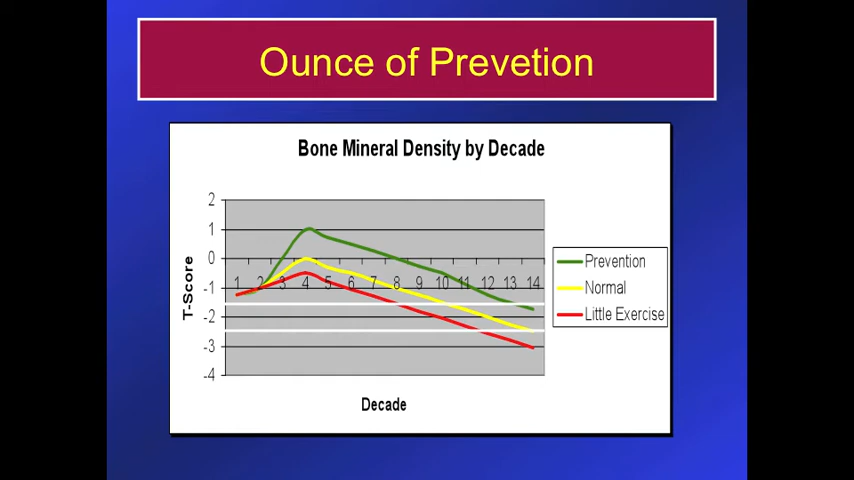 Ounce of Prevetion
Bone Mineral Density by Decade
2
1
0
-1
-2
-3
-4
T-Score
1 2 3 4 5 6 7 8 9 10 11 12 13 14
Decade
Prevention
Normal
Little Exercise